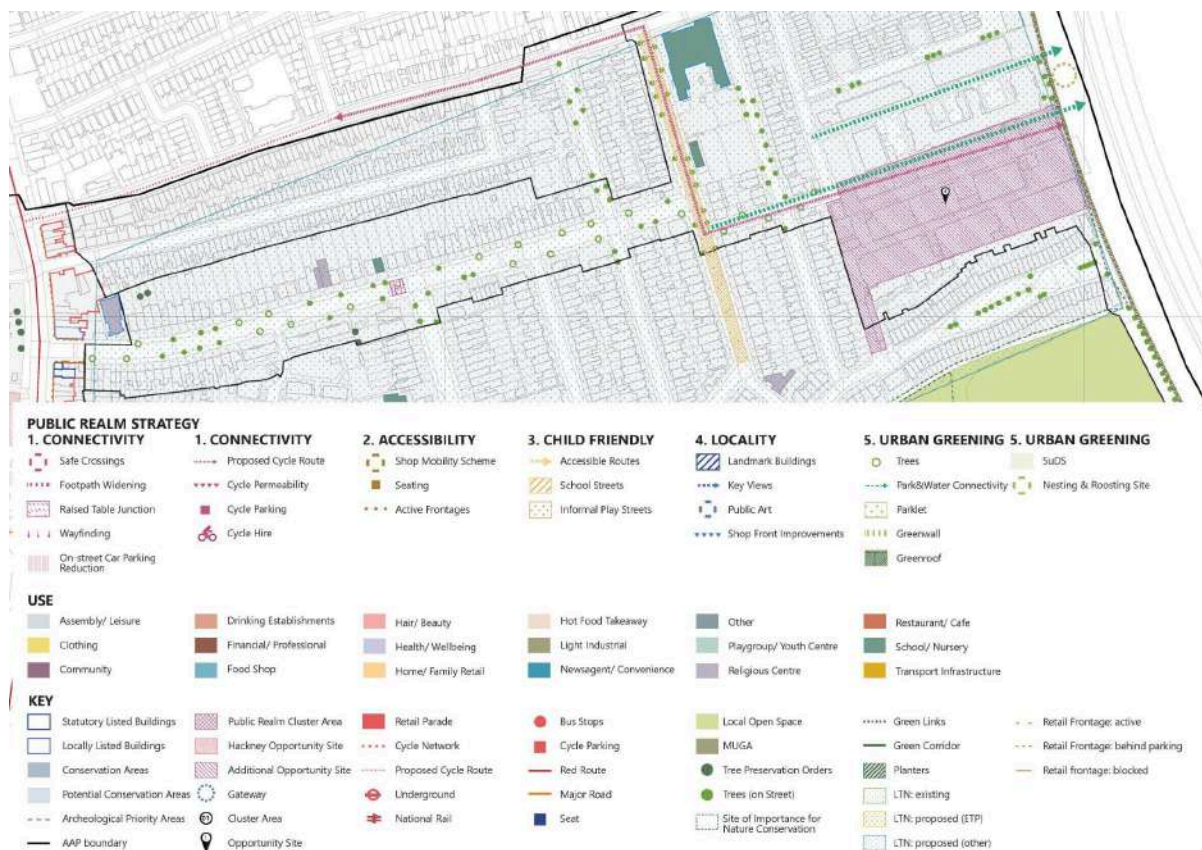 PUBLIC REALM STRATEGY
1. CONNECTIVITY
Safe Crossings
Footpath Widening
Raised Table Junction
Wayfinding
On-street Car Parking
Reduction
1. CONNECTIVITY
Proposed Cycle Route
Cycle Permeability
Cycle Parking
Cycle Hire
2. ACCESSIBILITY
Shop Mobility Scheme
Seating
Active Frontages
3. CHILD FRIENDLY
Accessible Routes
School Streets
Informal Play Streets
4. LOCALITY
Landmark Buildings
Key Views
Public Art
Shop Front Improvements
5. URBAN GREENING
Trees
Park&Water Connectivity
Parklet
Greenwall
Greenroof
5. URBAN GREENING
SuDS
Nesting & Roosting Site
USE
Assembly/ Leisure
Clothing
Community
Drinking Establishments
Financial/ Professional
Food Shop
Hair/ Beauty
Health/ Wellbeing
Home/ Family Retail
Hot Food Takeaway
Light Industrial
Newsagent/ Convenience
Other
Playgroup/ Youth Centre
Religious Centre
Restaurant/ Cafe
School/ Nursery
Transport Infrastructure
KEY
Statutory Listed Buildings
Locally Listed Buildings
Conservation Areas
Potential Conservation Areas
Archeological Priority Areas
AAP boundary
Public Realm Cluster Area
Hackney Opportunity Site
Additional Opportunity Site
Gateway
Cluster Area
Opportunity Site
Retail Parade
Cycle Network
Proposed Cycle Route
Underground
National Rail
Bus Stops
Cycle Parking
Red Route
Major Road
Seat
Local Open Space
MUGA
Tree Preservation Orders
Trees (on Street)
Site of Importance for
Nature Conservation
Green Links
Green Corridor
Planters
LTN: existing
LTN: proposed (ETP)
LTN: proposed (other)
Retail Frontage: active
Retail Frontage: behind parking
Retail frontage: blocked